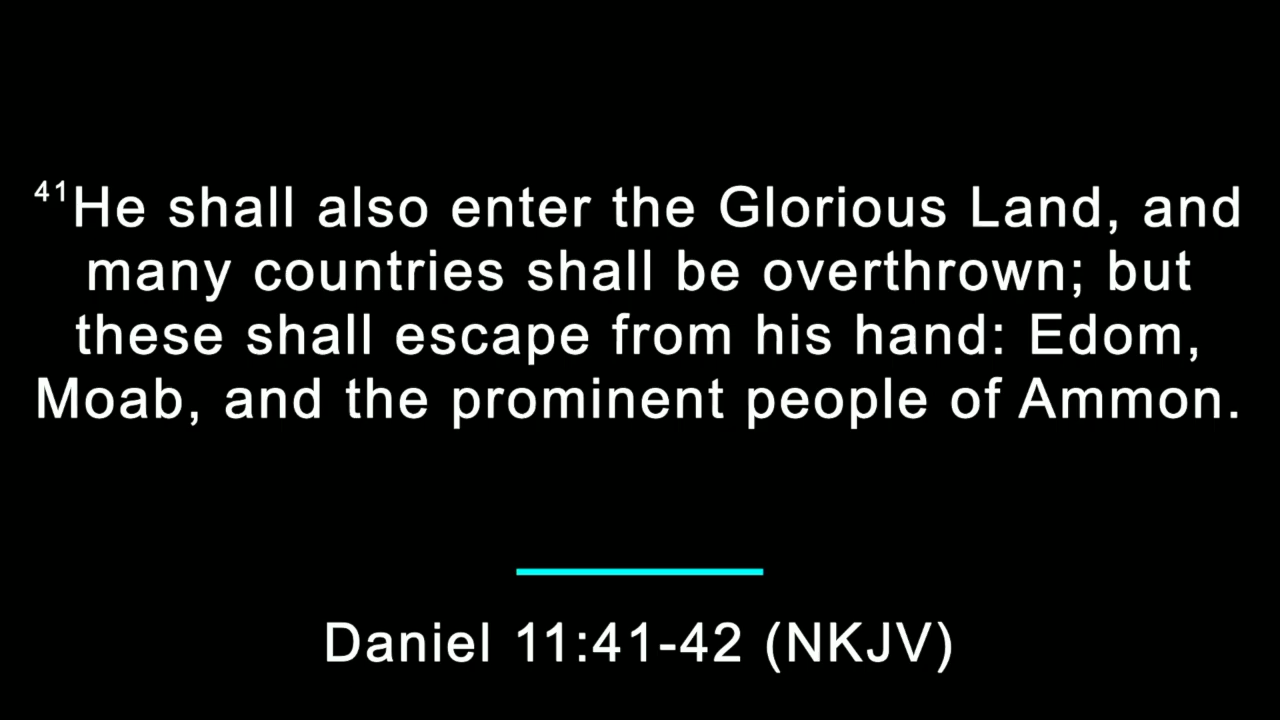 41He shall also enter the Glorious Land, and
many countries shall be overthrown; but
these shall escape from his hand: Edom,
Moab, and the prominent people of Ammon.
Daniel 11:41-42 (NKJV)